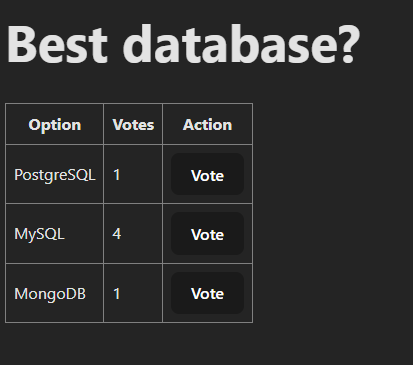 Best database?
Option Votes Action
PostgreSQL 1 Vote
MySQL 4 Vote
MongoDB 1 Vote